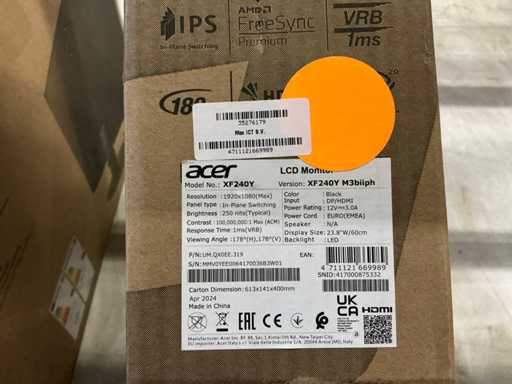 IPS
In-Plane Switching
AMD
FreeSync
Premium
VRB
1ms
180
35276179
Max ICT B.V.
4711121669989
acer
LCD Monitor
Model No.: XF240Y
Version: XF240Y M3biiph
Resolution: 1920x1080(Max)
Panel Type: In-Plane Switching
Brightness: 250 nits(Typical)
Contrast: 100,000,000:1 Max (ACM)
Response Time: 1ms(VRB)
Viewing Angle: 178°(H),178°(V)
Color: Black
Input: DP/HDMI
Power Rating: 12V⎓3.0A
Power Cord: EURO(EMEA)
Speaker: N/A
Display Size: 23.8"W/60cm
Backlight: LED
P/N: UM.QX0EE.319
EAN:
4 711121 669989
S/N: MMV0YEE0064170036B3W01
SNID: 417000875332
Carton Dimension: 613x141x400mm
Apr 2024
Made in China
UK
CA
HDMI
CE